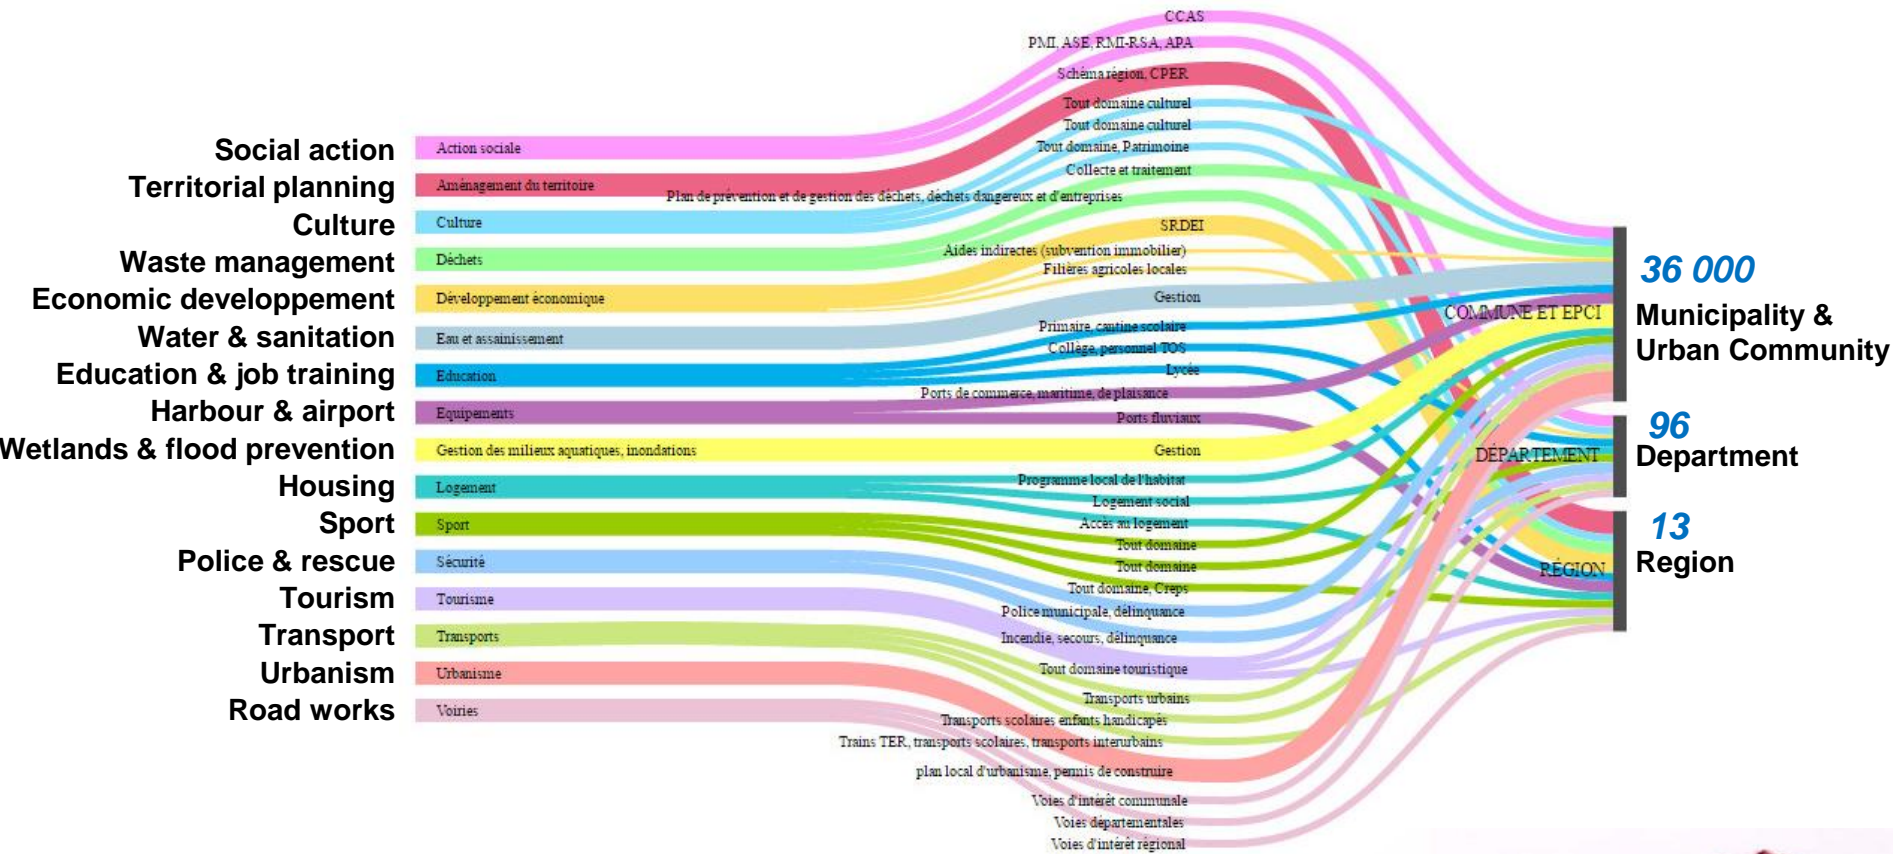 Social action
Territorial planning
Culture
Waste management
Economic developpement
Water & sanitation
Education & job training
Harbour & airport
Wetlands & flood prevention
Housing
Sport
Police & rescue
Tourism
Transport
Urbanism
Road works
Action sociale
Aménagement du territoire
Culture
Déchets
Développement économique
Eau et assainissement
Education
Equipements
Gestion des milieux aquatiques, inondations
Logement
Sport
Sécurité
Tourisme
Transports
Urbanisme
Voiries
CCAS
PMI, ASE, RMI-RSA, APA
Schéma région, CPER
Tout domaine culturel
Tout domaine culturel
Tout domaine, Patrimoine
Collecte et traitement
Plan de prévention et de gestion des déchets, déchets dangereux et d'entreprises
SRDEI
Aides indirectes (subvention immobilier)
Filières agricoles locales
Gestion
Primaire, cantine scolaire
Collège, personnel TOS
Lycée
Ports de commerce, maritime, de plaisance
Ports fluviaux
Gestion
Programme local de l'habitat
Logement social
Accès au logement
Tout domaine
Tout domaine
Tout domaine, Creps
Police municipale, délinquance
Incendie, secours, délinquance
Tout domaine touristique
Transports urbains
Transports scolaires enfants handicapés
Trains TER, transports scolaires, transports interurbains
plan local d'urbanisme, permis de construire
Voies d'intérêt communale
Voies départementales
Voies d'intérêt régional
COMMUNE ET EPCI
DÉPARTEMENT
RÉGION
36 000
Municipality &
Urban Community
96
Department
13
Region